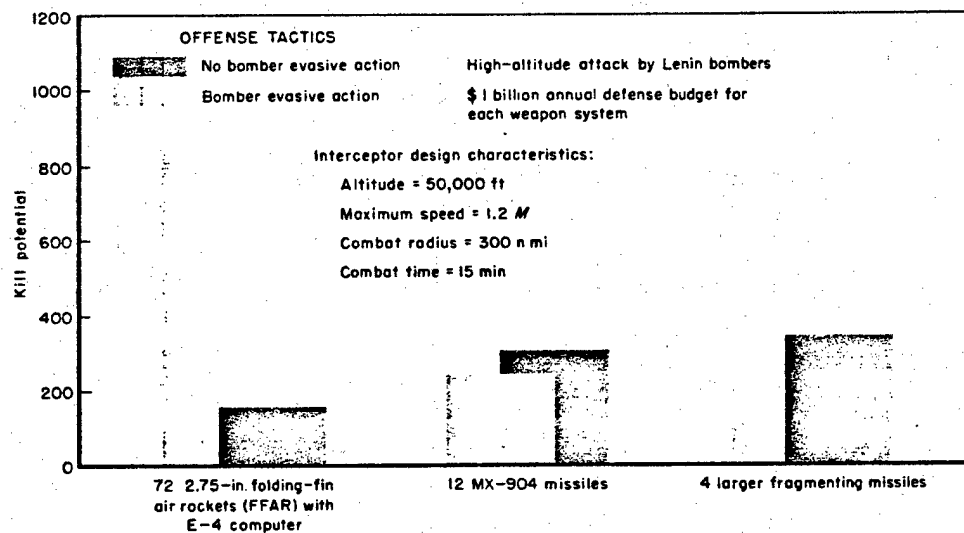 1200
1000
800
600
400
200
0
Kill potential
OFFENSE TACTICS
No bomber evasive action
Bomber evasive action
High-altitude attack by Lenin bombers
$ 1 billion annual defense budget for
each weapon system
Interceptor design characteristics:
Altitude = 50,000 ft
Maximum speed = 1.2 M
Combat radius = 300 n mi
Combat time = 15 min
72 2.75-in. folding-fin
air rockets (FFAR) with
E-4 computer
12 MX-904 missiles
4 larger fragmenting missiles